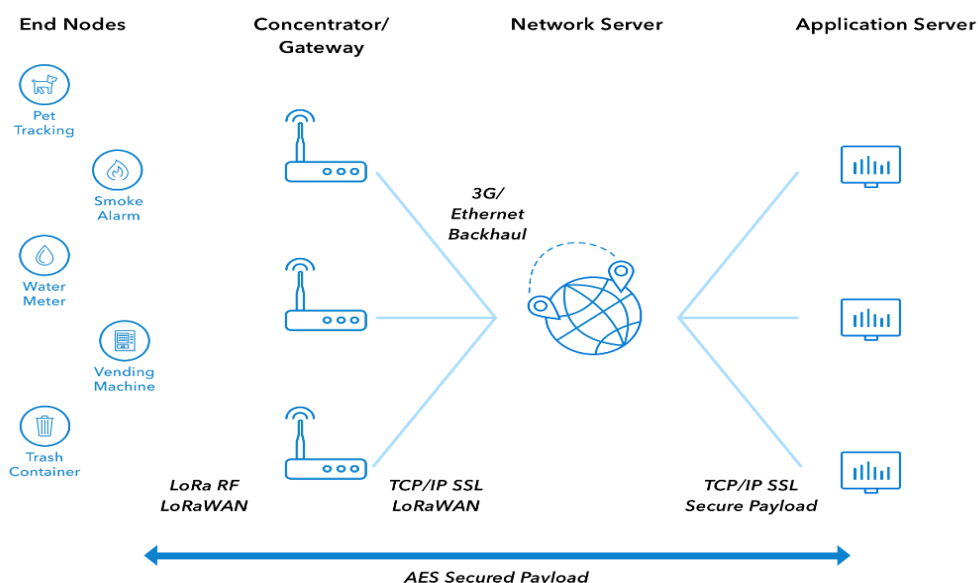 End Nodes
Concentrator/
Gateway
Network Server
Application Server
Pet
Tracking
Smoke
Alarm
Water
Meter
Vending
Machine
Trash
Container
3G/
Ethernet
Backhaul
LoRa RF
LoRaWAN
TCP/IP SSL
LoRaWAN
TCP/IP SSL
Secure Payload
AES Secured Payload